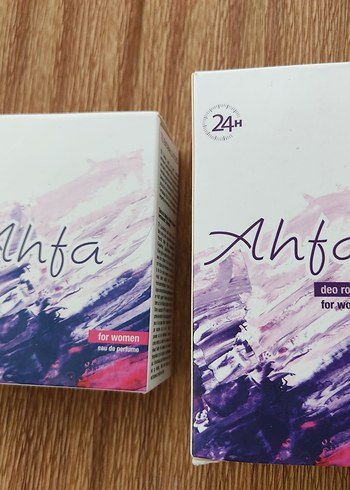 Ahfa
for women
eau de parfume
24H
Ahfa
deo ro
for wo